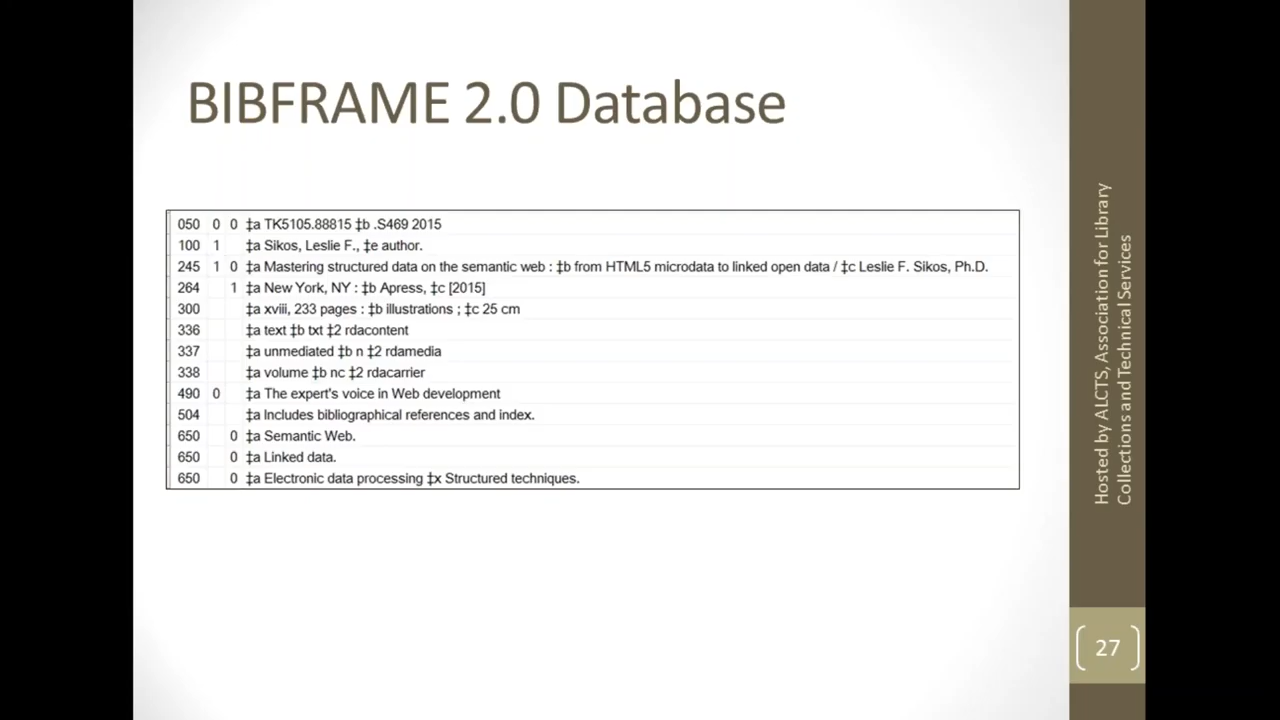 BIBFRAME 2.0 Database
050 0 0 ‡a TK5105.88815 ‡b .S469 2015
100 1 ‡a Sikos, Leslie F., ‡e author.
245 1 0 ‡a Mastering structured data on the semantic web : ‡b from HTML5 microdata to linked open data / ‡c Leslie F. Sikos, Ph.D.
264 1 ‡a New York, NY : ‡b Apress, ‡c [2015]
300 ‡a xviii, 233 pages : ‡b illustrations ; ‡c 25 cm
336 ‡a text ‡b txt ‡2 rdacontent
337 ‡a unmediated ‡b n ‡2 rdamedia
338 ‡a volume ‡b nc ‡2 rdacarrier
490 0 ‡a The expert's voice in Web development
504 ‡a Includes bibliographical references and index.
650 0 ‡a Semantic Web.
650 0 ‡a Linked data.
650 0 ‡a Electronic data processing ‡x Structured techniques.
Hosted by ALCTS, Association for Library
Collections and Technical Services
27